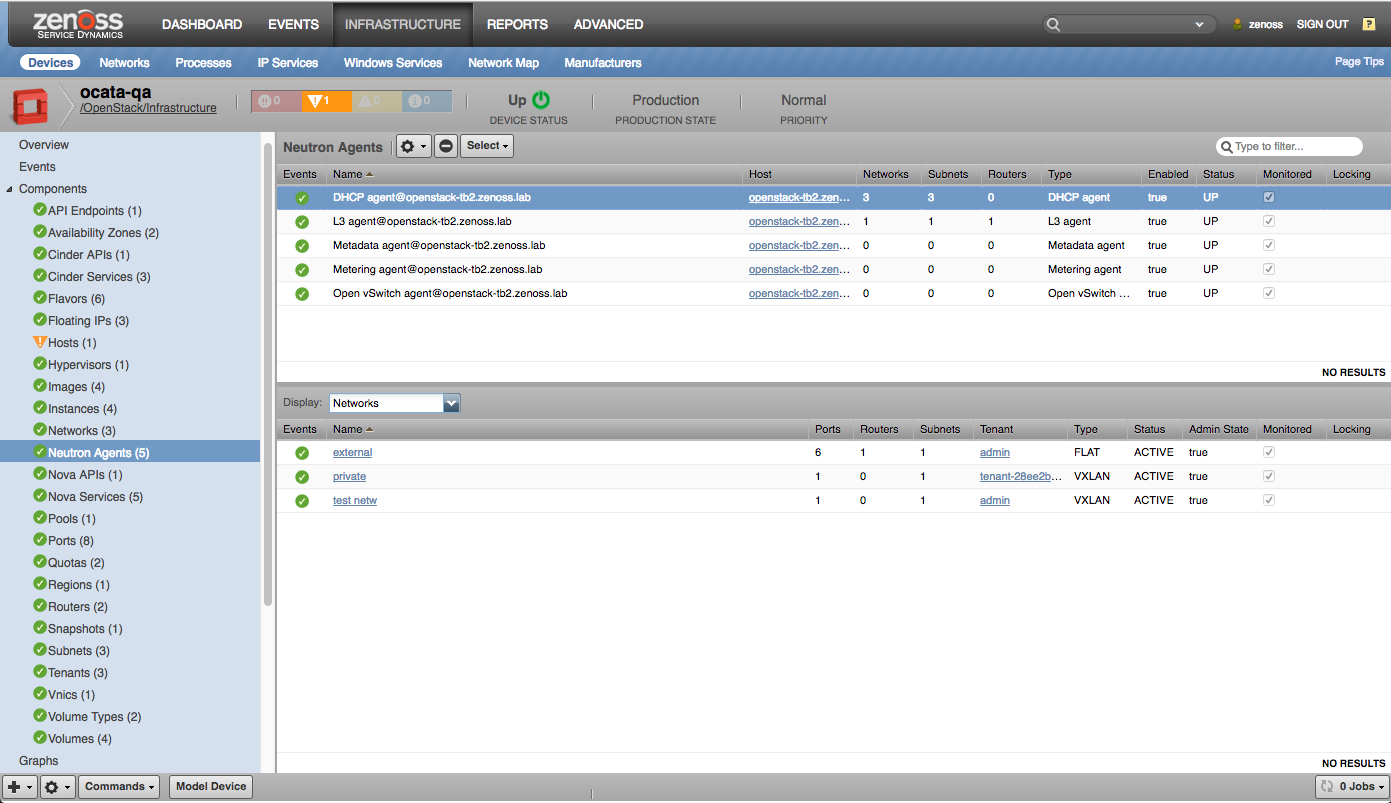 zenoss DASHBOARD EVENTS INFRASTRUCTURE REPORTS ADVANCED zenoss SIGN OUT ?
SERVICE DYNAMICS
Devices Networks Processes IP Services Windows Services Network Map Manufacturers Page Tips
ocata-qa
/OpenStack/Infrastructure
0 1 0 0
Up
DEVICE STATUS
Production
PRODUCTION STATE
Normal
PRIORITY
Overview
Events
Components
API Endpoints (1)
Availability Zones (2)
Cinder APIs (1)
Cinder Services (3)
Flavors (6)
Floating IPs (3)
Hosts (1)
Hypervisors (1)
Images (4)
Instances (4)
Networks (3)
Neutron Agents (5)
Nova APIs (1)
Nova Services (5)
Pools (1)
Ports (8)
Quotas (2)
Regions (1)
Routers (2)
Snapshots (1)
Subnets (3)
Tenants (3)
Vnics (1)
Volume Types (2)
Volumes (4)
Graphs
Neutron Agents Select Type to filter...
Events Name Host Networks Subnets Routers Type Enabled Status Monitored Locking
DHCP agent@openstack-tb2.zenoss.lab openstack-tb2.zen... 3 3 0 DHCP agent true UP
L3 agent@openstack-tb2.zenoss.lab openstack-tb2.zen... 1 1 1 L3 agent true UP
Metadata agent@openstack-tb2.zenoss.lab openstack-tb2.zen... 0 0 0 Metadata agent true UP
Metering agent@openstack-tb2.zenoss.lab openstack-tb2.zen... 0 0 0 Metering agent true UP
Open vSwitch agent@openstack-tb2.zenoss.lab openstack-tb2.zen... 0 0 0 Open vSwitch ... true UP
NO RESULTS
Display: Networks
Events Name Ports Routers Subnets Tenant Type Status Admin State Monitored Locking
external 6 1 1 admin FLAT ACTIVE true
private 1 0 1 tenant-28ee2b... VXLAN ACTIVE true
test netw 1 0 1 admin VXLAN ACTIVE true
NO RESULTS
Commands Model Device 0 Jobs